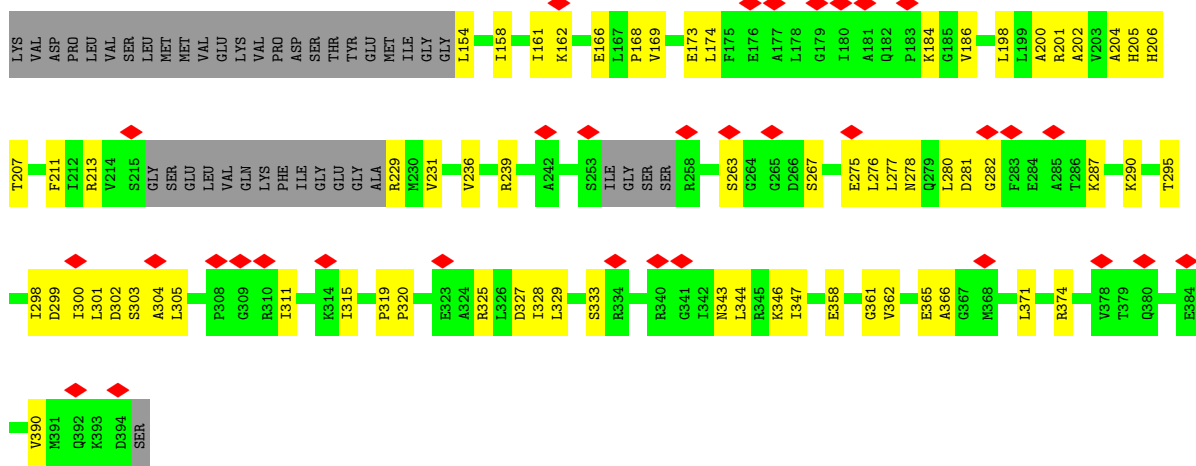 LYS VAL ASP PRO LEU VAL SER LEU MET MET VAL GLU LYS VAL PRO ASP SER THR TYR GLU MET ILE GLY GLY L154 I158 I161 K162 E166 L167 P168 V169 E173 L174 F175 E176 A177 L178 G179 I180 A181 Q182 P183 K184 G185 V186 L198 L199 A200 R201 A202 V203 A204 H205 H206
T207 F211 I212 R213 V214 S215 GLY SER GLU LEU VAL GLN LYS PHE ILE GLY GLU GLY ALA R229 M230 V231 V236 R239 A242 S253 ILE GLY SER SER R258 S263 G264 G265 D266 S267 E275 L276 L277 N278 Q279 L280 D281 G282 F283 E284 A285 T286 K287 K290 T295
I298 D299 I300 L301 D302 S303 A304 L305 P308 G309 R310 I311 K314 I315 P319 P320 E323 A324 R325 L326 D327 I328 L329 S333 R334 R340 G341 I342 N343 L344 R345 K346 I347 E358 G361 V362 E365 A366 G367 M368 L371 R374 V378 T379 Q380 E384
V390 M391 Q392 K393 D394 SER